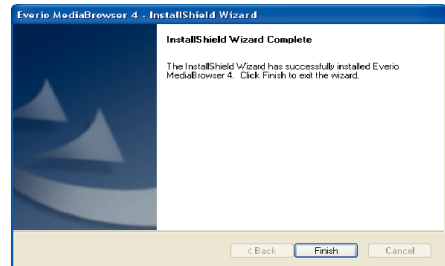 Everio MediaBrowser 4 - InstallShield Wizard
InstallShield Wizard Complete
The InstallShield Wizard has successfully installed Everio
MediaBrowser 4. Click Finish to exit the wizard.
< Back
Finish
Cancel